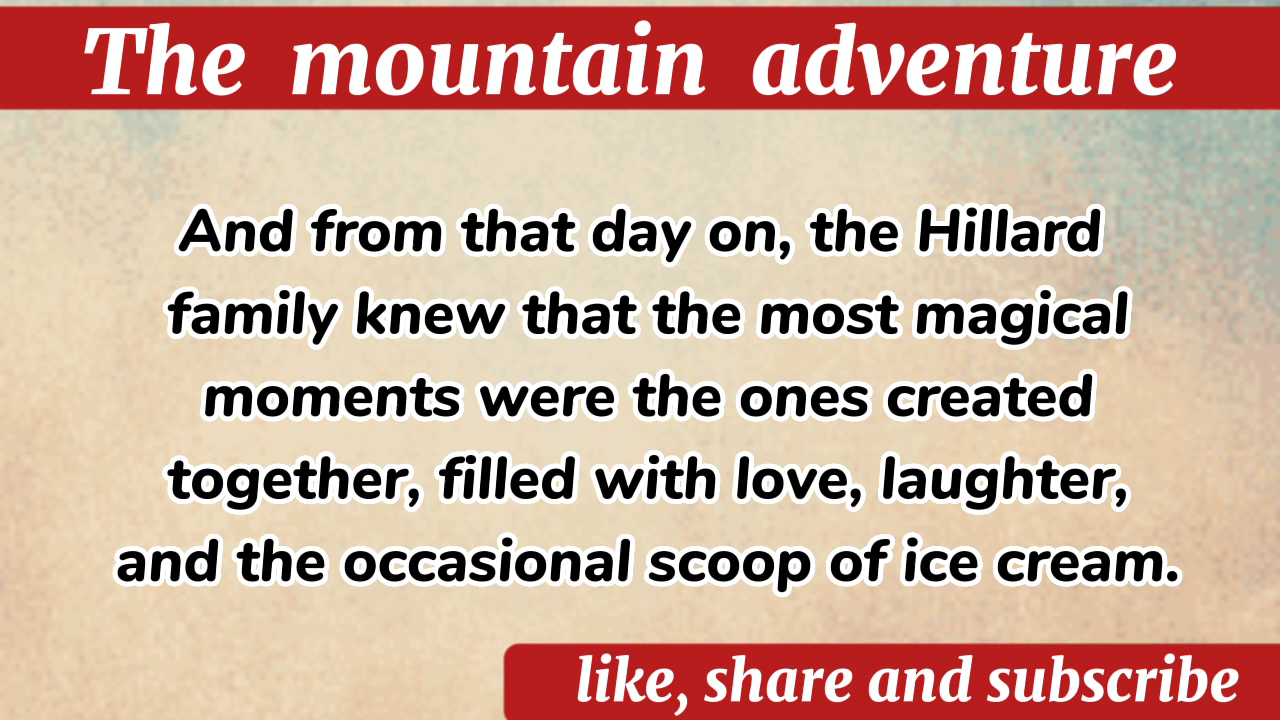 The mountain adventure
And from that day on, the Hillard
family knew that the most magical
moments were the ones created
together, filled with love, laughter,
and the occasional scoop of ice cream.
like, share and subscribe